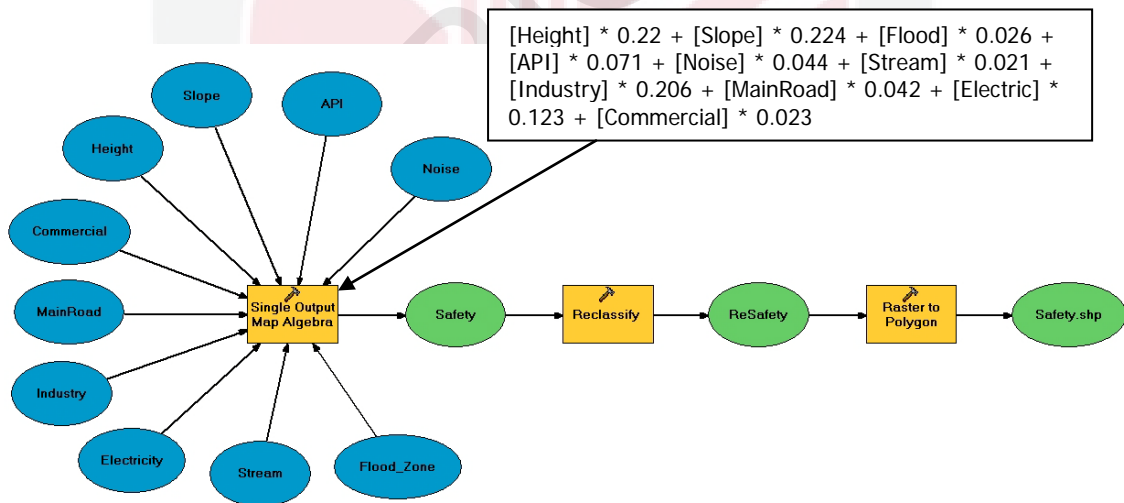 [Height] * 0.22 + [Slope] * 0.224 + [Flood] * 0.026 +
[API] * 0.071 + [Noise] * 0.044 + [Stream] * 0.021 +
[Industry] * 0.206 + [MainRoad] * 0.042 + [Electric] *
0.123 + [Commercial] * 0.023
Slope
API
Height
Noise
Commercial
MainRoad
Single Output
Map Algebra
Safety
Reclassify
ReSafety
Raster to
Polygon
Safety.shp
Industry
Electricity
Stream
Flood_Zone